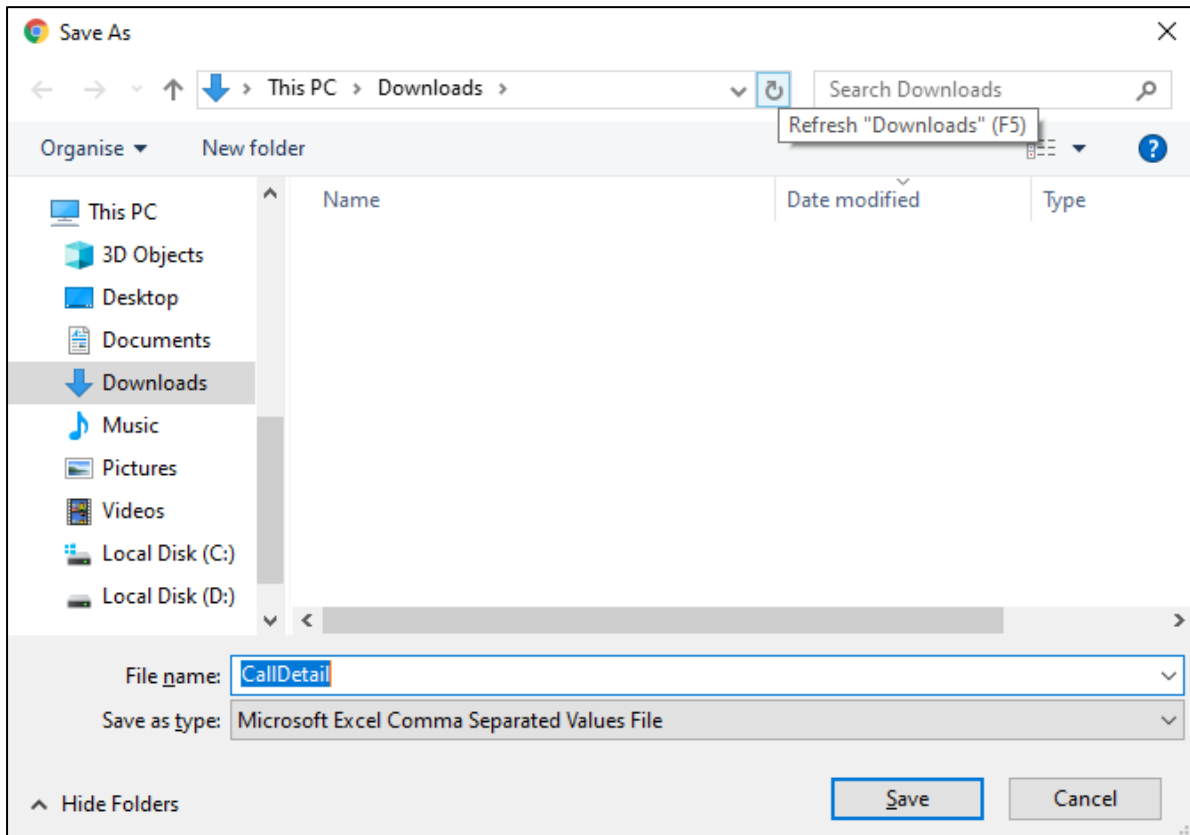 Save As
This PC > Downloads >
Search Downloads
Refresh "Downloads" (F5)
Organise
New folder
?
Name
Date modified
Type
This PC
3D Objects
Desktop
Documents
Downloads
Music
Pictures
Videos
Local Disk (C:)
Local Disk (D:)
File name: CallDetail
Save as type: Microsoft Excel Comma Separated Values File
Hide Folders
Save
Cancel